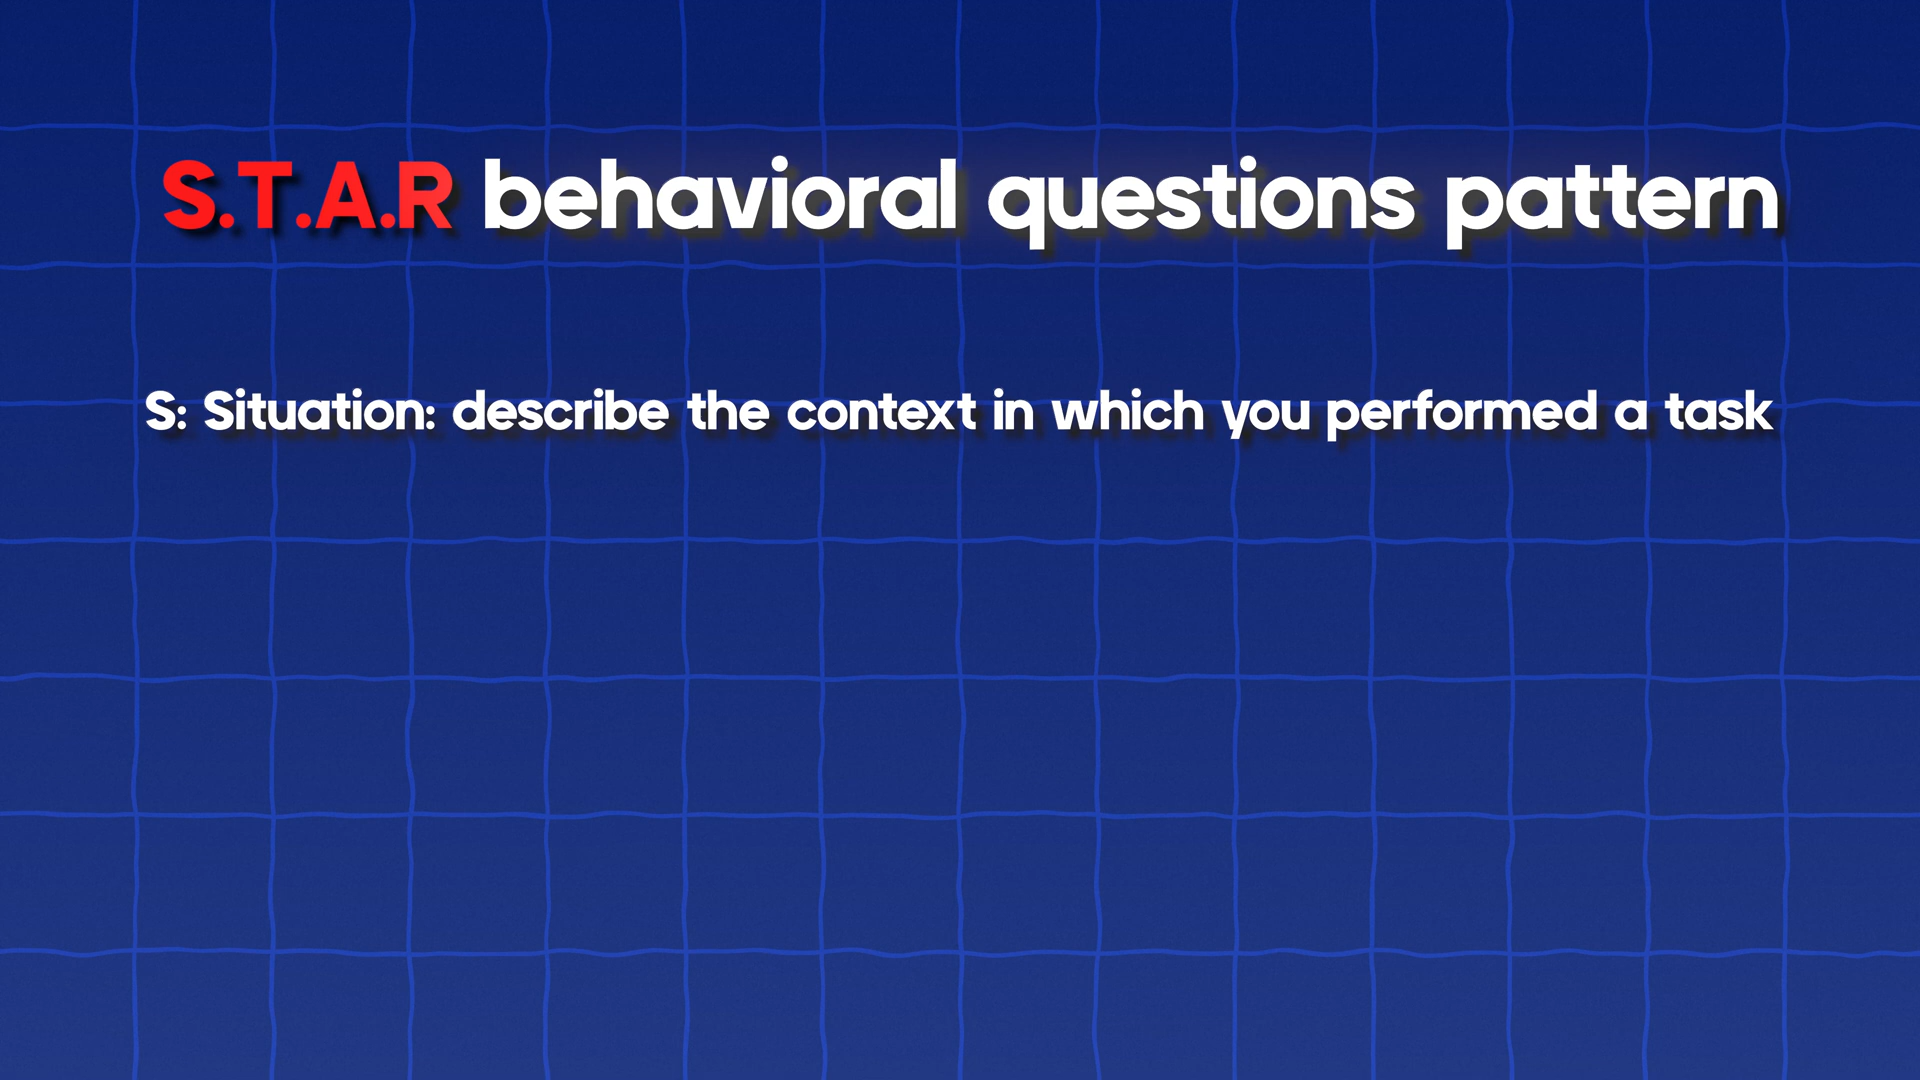 S.T.A.R behavioral questions pattern
S: Situation: describe the context in which you performed a task